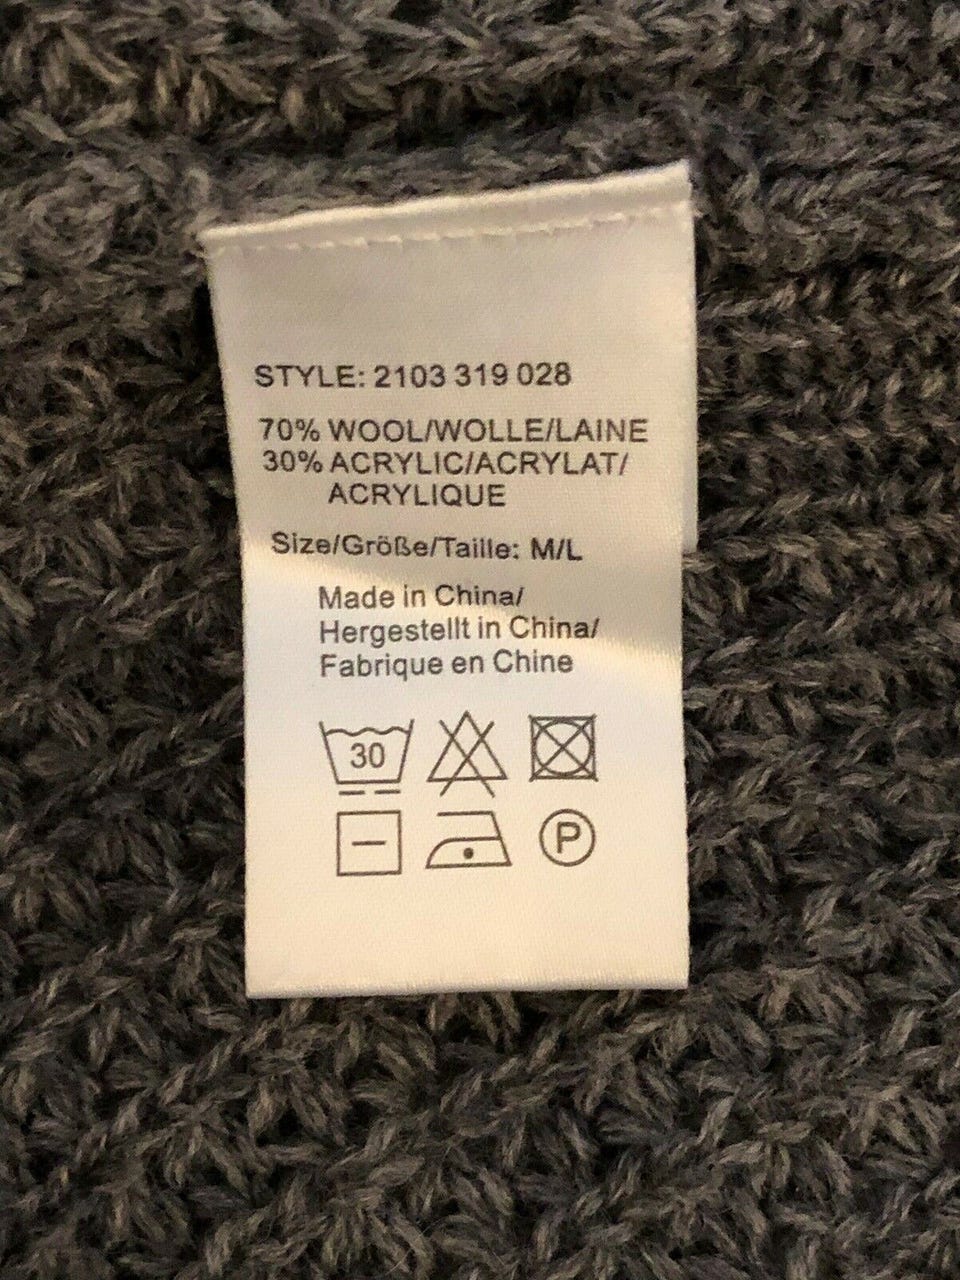 STYLE: 2103 319 028
70% WOOL/WOLLE/LAINE
30% ACRYLIC/ACRYLAT/
ACRYLIQUE
Size/Größe/Taille: M/L
Made in China/
Hergestellt in China/
Fabrique en Chine
30
P